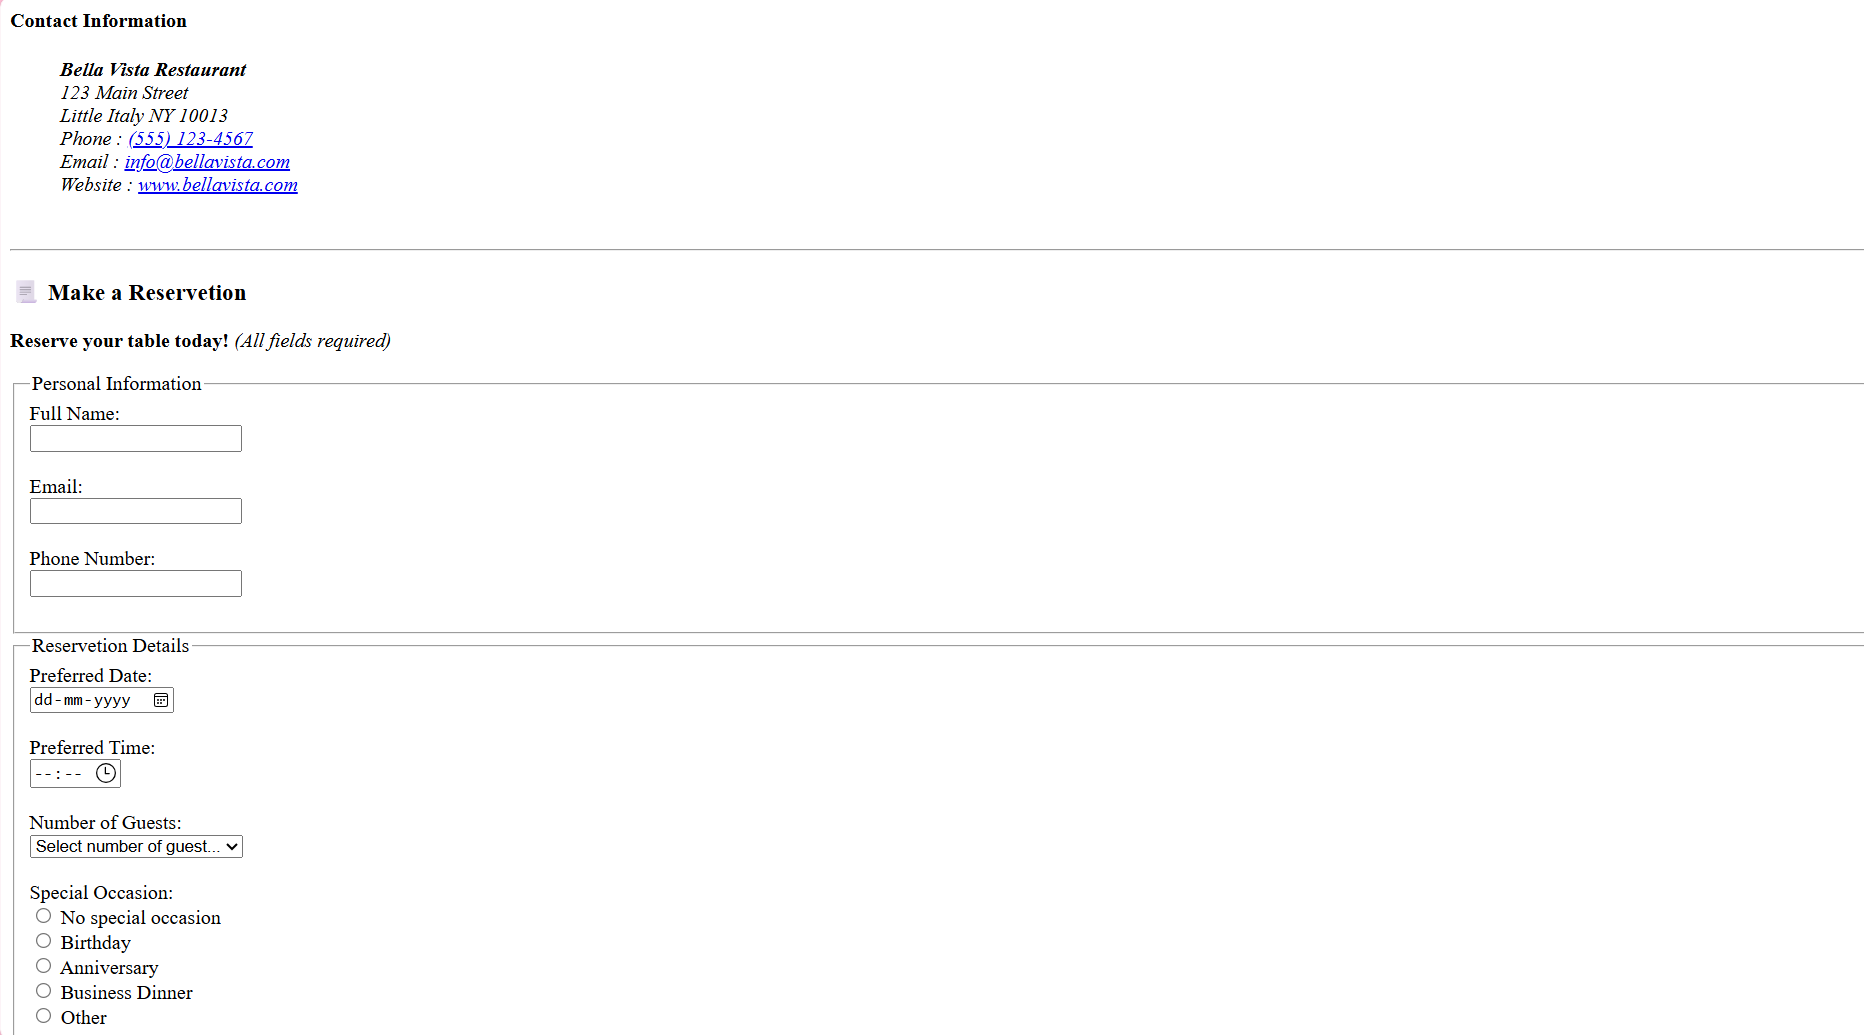 Contact Information
Bella Vista Restaurant
123 Main Street
Little Italy NY 10013
Phone : (555) 123-4567
Email : info@bellavista.com
Website : www.bellavista.com
Make a Reservetion
Reserve your table today! (All fields required)
Personal Information
Full Name:
Email:
Phone Number:
Reservetion Details
Preferred Date:
dd-mm-yyyy
Preferred Time:
--:--
Number of Guests:
Select number of guest...
Special Occasion:
No special occasion
Birthday
Anniversary
Business Dinner
Other